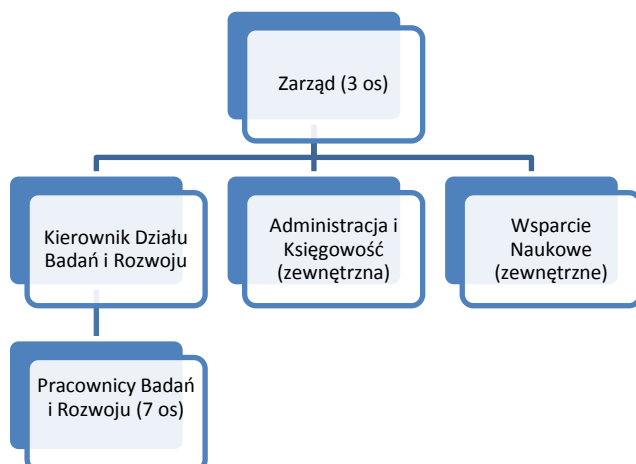 Zarząd (3 os)
Kierownik Działu
Badań i Rozwoju
Administracja i
Księgowość
(zewnętrzna)
Wsparcie
Naukowe
(zewnętrzne)
Pracownicy Badań
i Rozwoju (7 os)